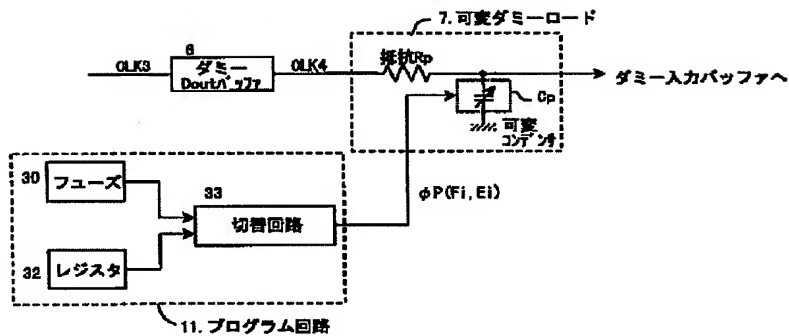 7. 可変ダミーロード
6
CLK3
ダミー
Doutバッファ
CLK4
抵抗Rp
ダミー入力バッファへ
Cp
可変
コンデンサ
30
フューズ
33
切替回路
φP(Fi,Ei)
32
レジスタ
11. プログラム回路